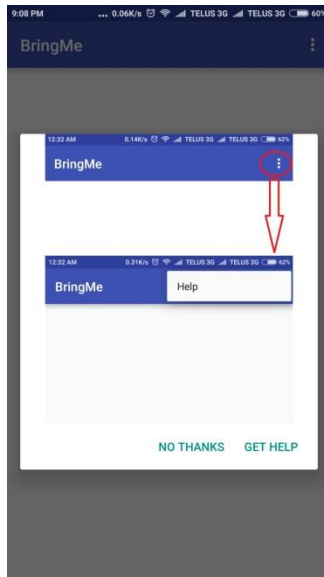 9:08 PM ... 0.06K/s TELUS 3G TELUS 3G 60%
BringMe
12:32 AM 0.14K/s TELUS 3G TELUS 3G 62%
BringMe
12:32 AM 0.31K/s TELUS 3G TELUS 3G 62%
BringMe Help
NO THANKS GET HELP